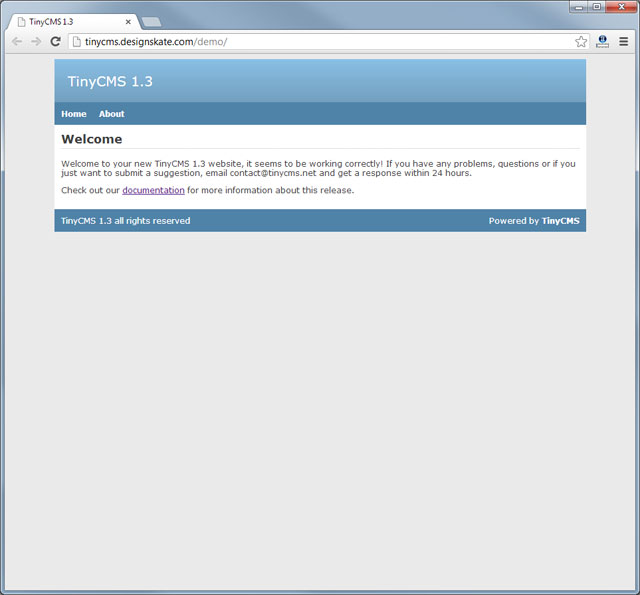 TinyCMS 1.3
tinycms.designskate.com/demo/
TinyCMS 1.3
Home About
Welcome
Welcome to your new TinyCMS 1.3 website, it seems to be working correctly! If you have any problems, questions or if you
just want to submit a suggestion, email contact@tinycms.net and get a response within 24 hours.
Check out our documentation for more information about this release.
TinyCMS 1.3 all rights reserved Powered by TinyCMS